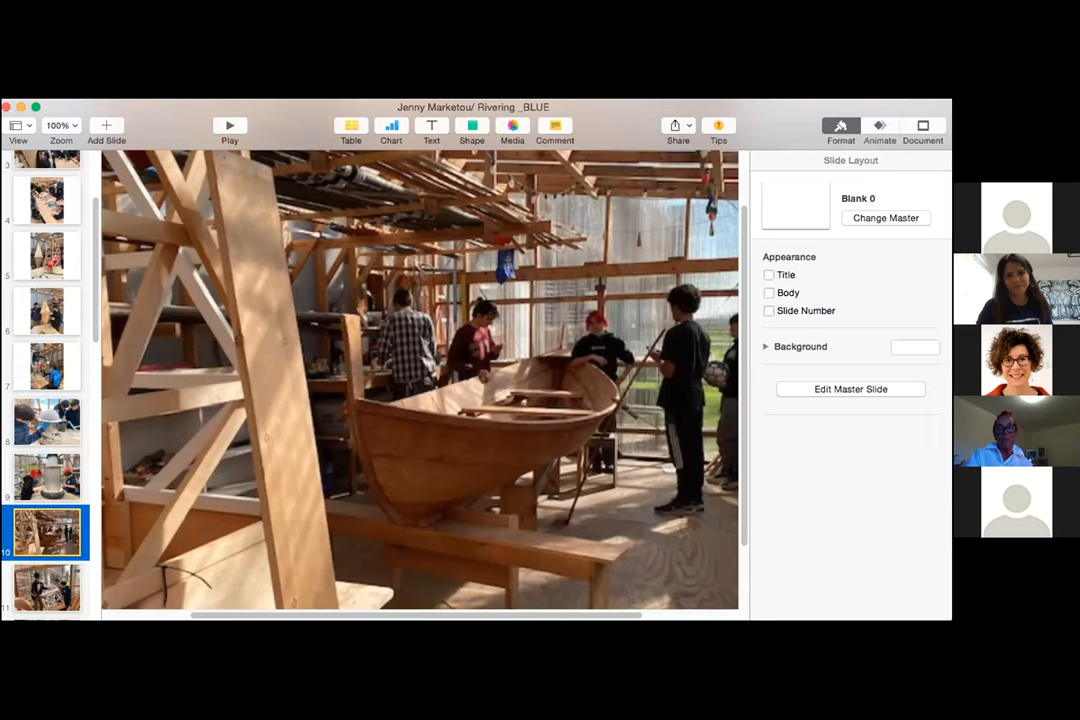 Jenny Marketou/ Rivering _BLUE
100%
View
Zoom
Add Slide
Play
Table
Chart
Text
Shape
Media
Comment
Share
Tips
Format
Animate
Document
Slide Layout
Blank 0
Change Master
Appearance
Title
Body
Slide Number
Background
Edit Master Slide
3
4
5
6
7
8
9
10
11